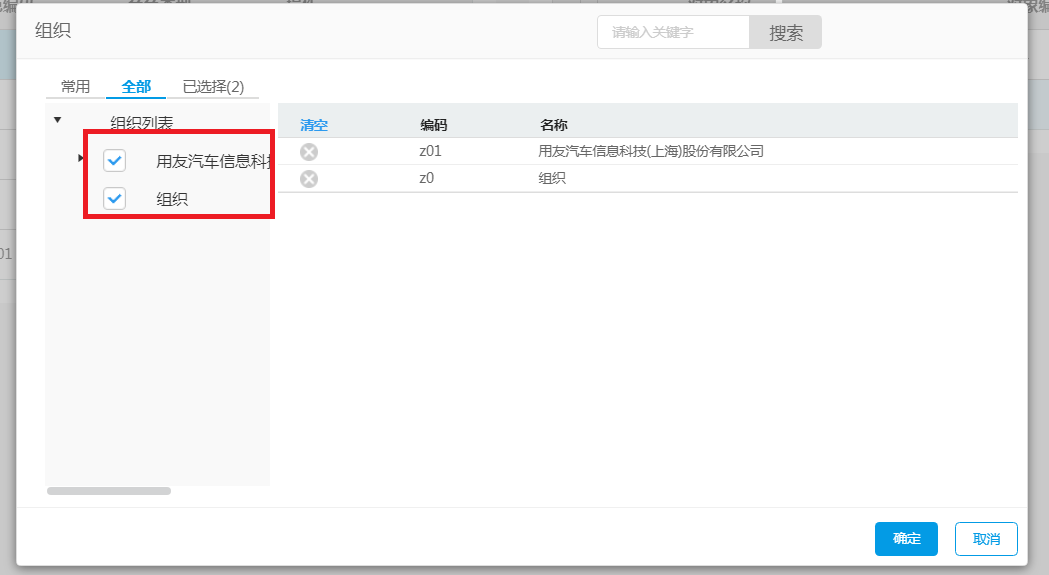 组织
请输入关键字
搜索
常用
全部
已选择(2)
组织列表
用友汽车信息科
组织
清空 编码 名称
z01 用友汽车信息科技(上海)股份有限公司
z0 组织
01
确定
取消